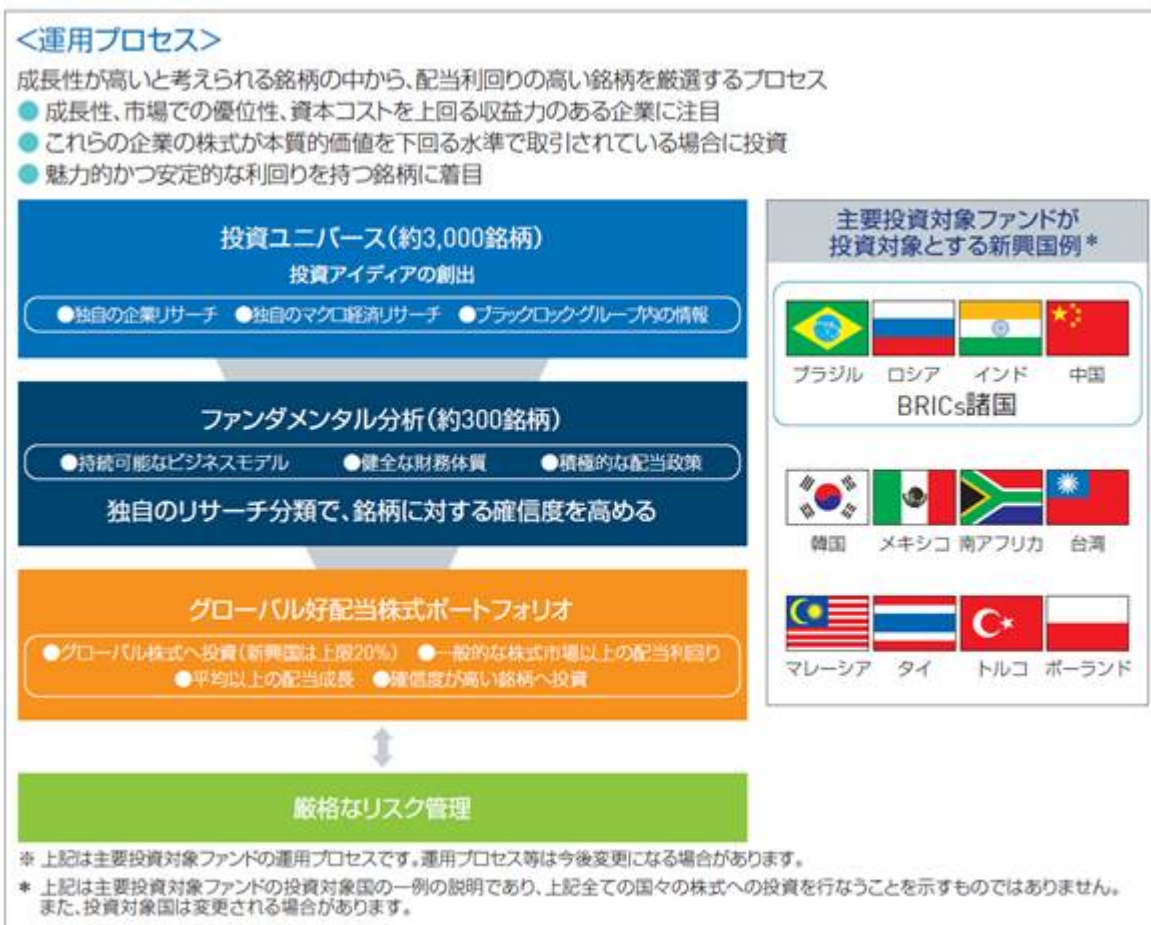 <運用プロセス>
成長性が高いと考えられる銘柄の中から、配当利回りの高い銘柄を厳選するプロセス
● 成長性、市場での優位性、資本コストを上回る収益力のある企業に注目
● これらの企業の株式が本質的価値を下回る水準で取引されている場合に投資
● 魅力的かつ安定的な利回りを持つ銘柄に着目
投資ユニバース(約3,000銘柄)
投資アイディアの創出
●独自の企業リサーチ ●独自のマクロ経済リサーチ ●ブラックロック・グループ内の情報
ファンダメンタル分析(約300銘柄)
●持続可能なビジネスモデル ●健全な財務体質 ●積極的な配当政策
独自のリサーチ分類で、銘柄に対する確信度を高める
グローバル好配当株式ポートフォリオ
●グローバル株式へ投資(新興国は上限20%) ●一般的な株式市場以上の配当利回り
●平均以上の配当成長 ●確信度が高い銘柄へ投資
厳格なリスク管理
主要投資対象ファンドが
投資対象とする新興国例*
ブラジル ロシア インド 中国
BRICs諸国
韓国 メキシコ 南アフリカ 台湾
マレーシア タイ トルコ ポーランド
※ 上記は主要投資対象ファンドの運用プロセスです。運用プロセス等は今後変更になる場合があります。
* 上記は主要投資対象ファンドの投資対象国の一例の説明であり、上記全ての国々の株式への投資を行なうことを示すものではありません。
また、投資対象国は変更される場合があります。